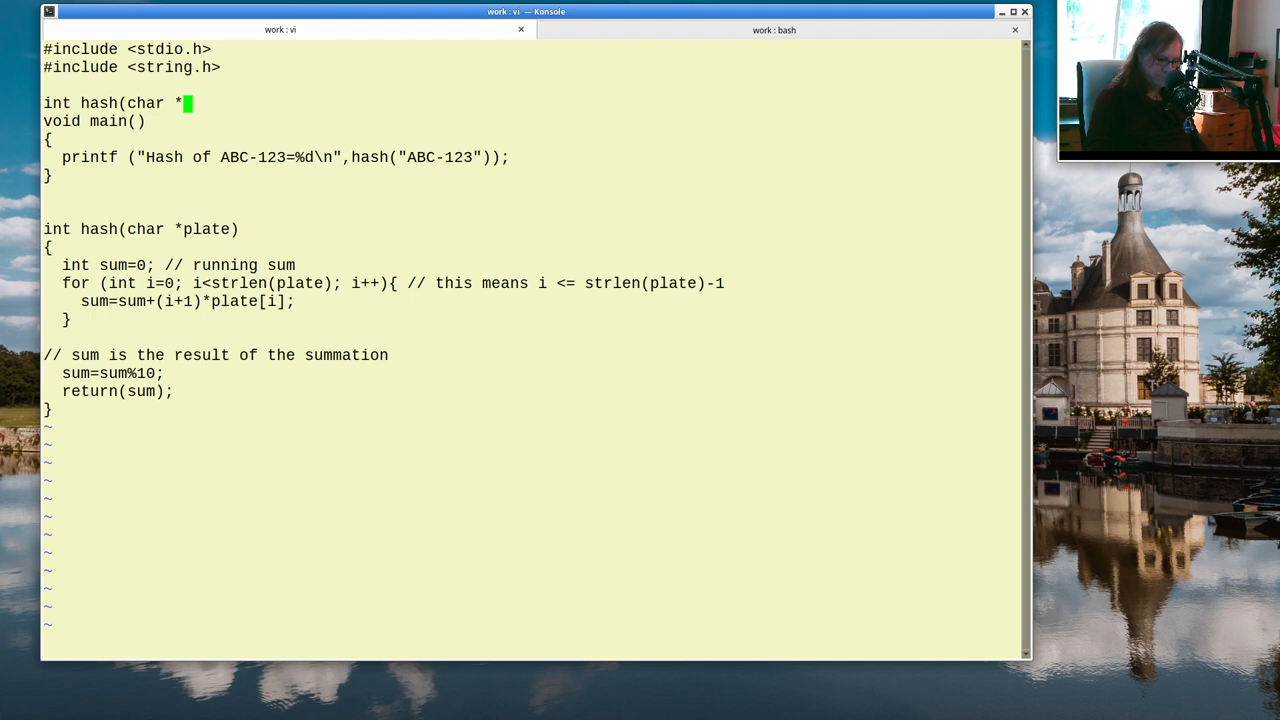 work : vi — Konsole
work : vi
work : bash
#include <stdio.h>
#include <string.h>
int hash(char *
void main()
{
printf ("Hash of ABC-123=%d\n",hash("ABC-123"));
}
int hash(char *plate)
{
int sum=0; // running sum
for (int i=0; i<strlen(plate); i++){ // this means i <= strlen(plate)-1
sum=sum+(i+1)*plate[i];
}
// sum is the result of the summation
sum=sum%10;
return(sum);
}
~
~
~
~
~
~
~
~
~
~
~
~